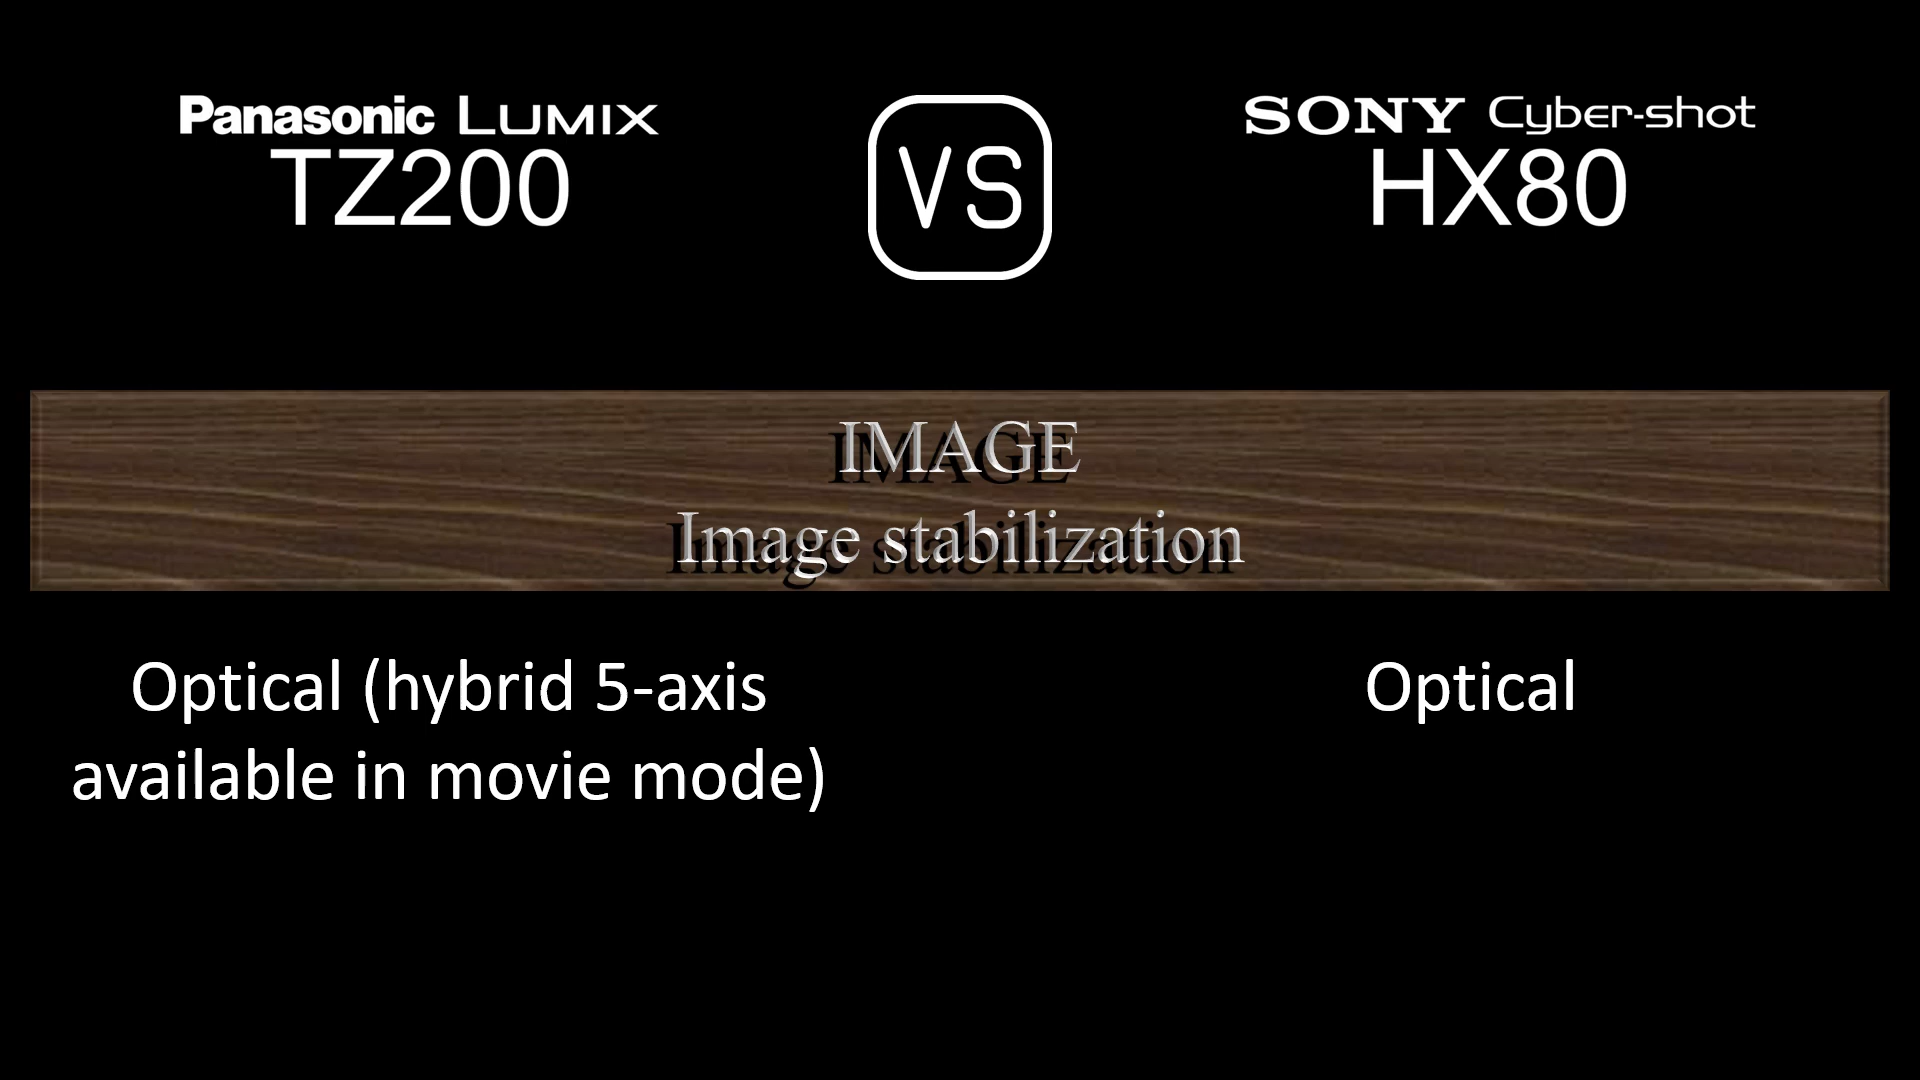 Panasonic LUMIX
TZ200
VS
SONY Cyber-shot
HX80
IMAGE
Image stabilization
Optical (hybrid 5-axis
available in movie mode)
Optical